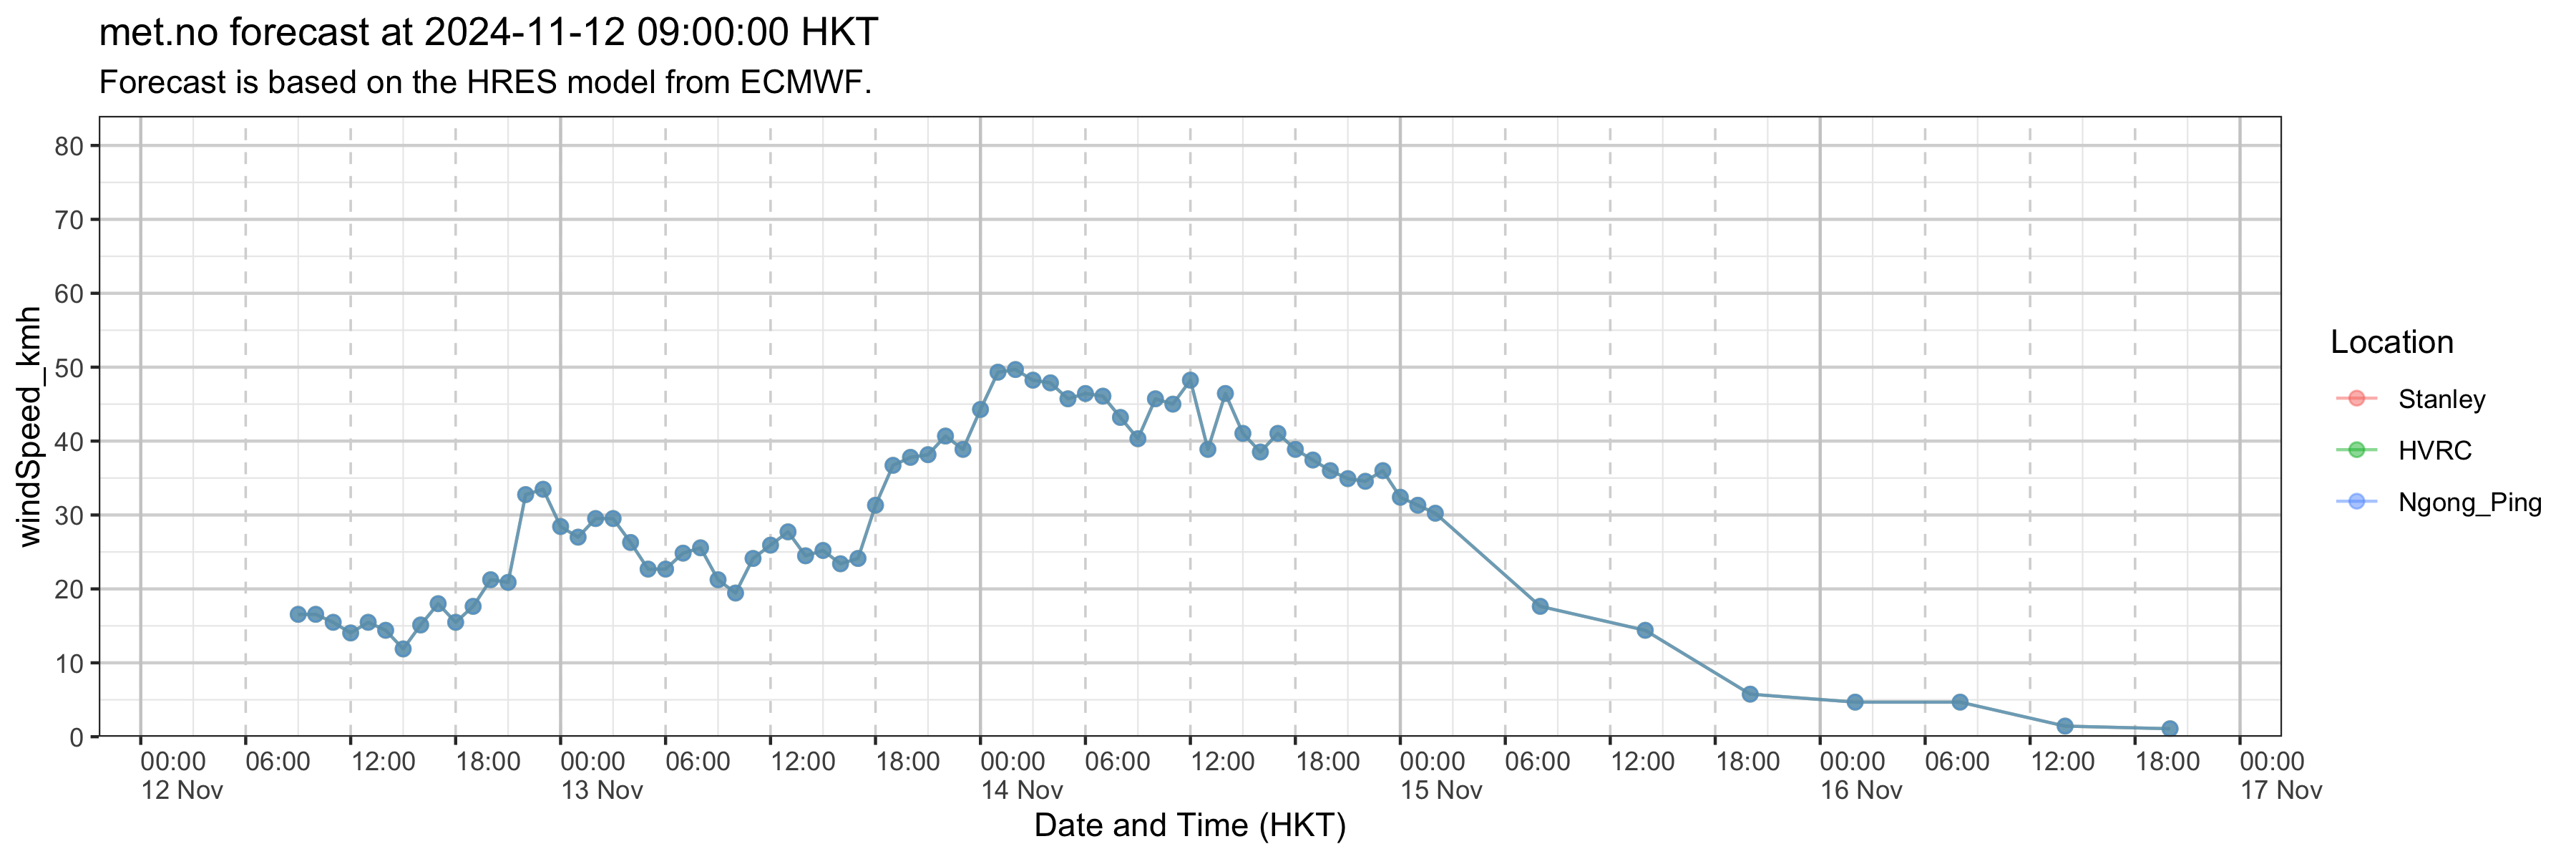 met.no forecast at 2024-11-12 09:00:00 HKT
Forecast is based on the HRES model from ECMWF.
windSpeed_kmh
80
70
60
50
40
30
20
10
0
00:00 06:00 12:00 18:00 00:00 06:00 12:00 18:00 00:00 06:00 12:00 18:00 00:00 06:00 12:00 18:00 00:00 06:00 12:00 18:00 00:00
12 Nov 13 Nov 14 Nov 15 Nov 16 Nov 17 Nov
Date and Time (HKT)
Location
Stanley
HVRC
Ngong_Ping